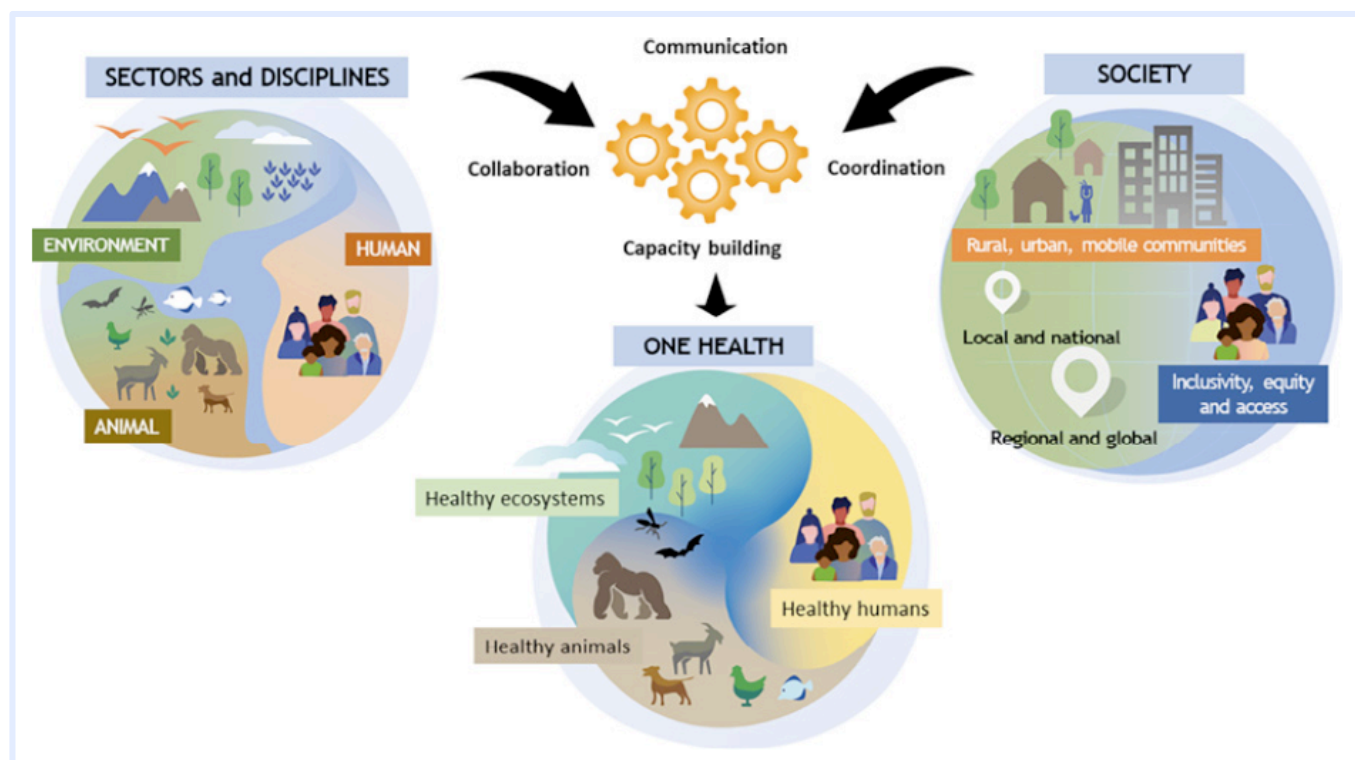 Communication
SECTORS and DISCIPLINES
SOCIETY
Collaboration
Coordination
ENVIRONMENT
HUMAN
Rural, urban, mobile communities
Capacity building
Local and national
ONE HEALTH
Inclusivity, equity
and access
ANIMAL
Regional and global
Healthy ecosystems
Healthy humans
Healthy animals